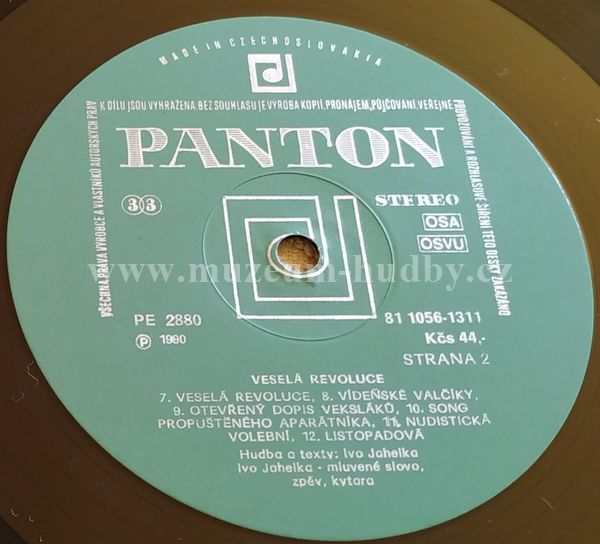 MADE IN CZECHOSLOVAKIA
VŠECHNA PRÁVA VÝROBCE A VLASTNÍKŮ AUTORSKÝCH PRÁV
K DÍLU JSOU VYHRAŽENA. BEZ SOUHLASU JE VÝROBA KOPIÍ, PRONÁJEM, PŮJČOVÁNÍ, VEŘEJNÉ
PROVOZOVÁNÍ A ROZHLASOVÉ ŠÍŘENÍ TÉTO DESKY ZAKÁZÁNO
PANTON
33
STEREO
OSA
OSVU
www.muzeum-hudby.cz
PE 2880
81 1056-1311
Ⓟ 1990
Kčs 44,-
STRANA 2
VESELÁ REVOLUCE
7. VESELÁ REVOLUCE, 8. VÍDEŇSKÉ VALČÍKY,
9. OTEVŘENÝ DOPIS VEKSLÁKŮ, 10. SONG
PROPUŠTĚNÉHO APARÁTNÍKA, 11. NUDISTICKÁ
VOLEBNÍ, 12. LISTOPADOVÁ
Hudba a texty: Ivo Jahelka
Ivo Jahelka - mluvené slovo,
zpěv, kytara